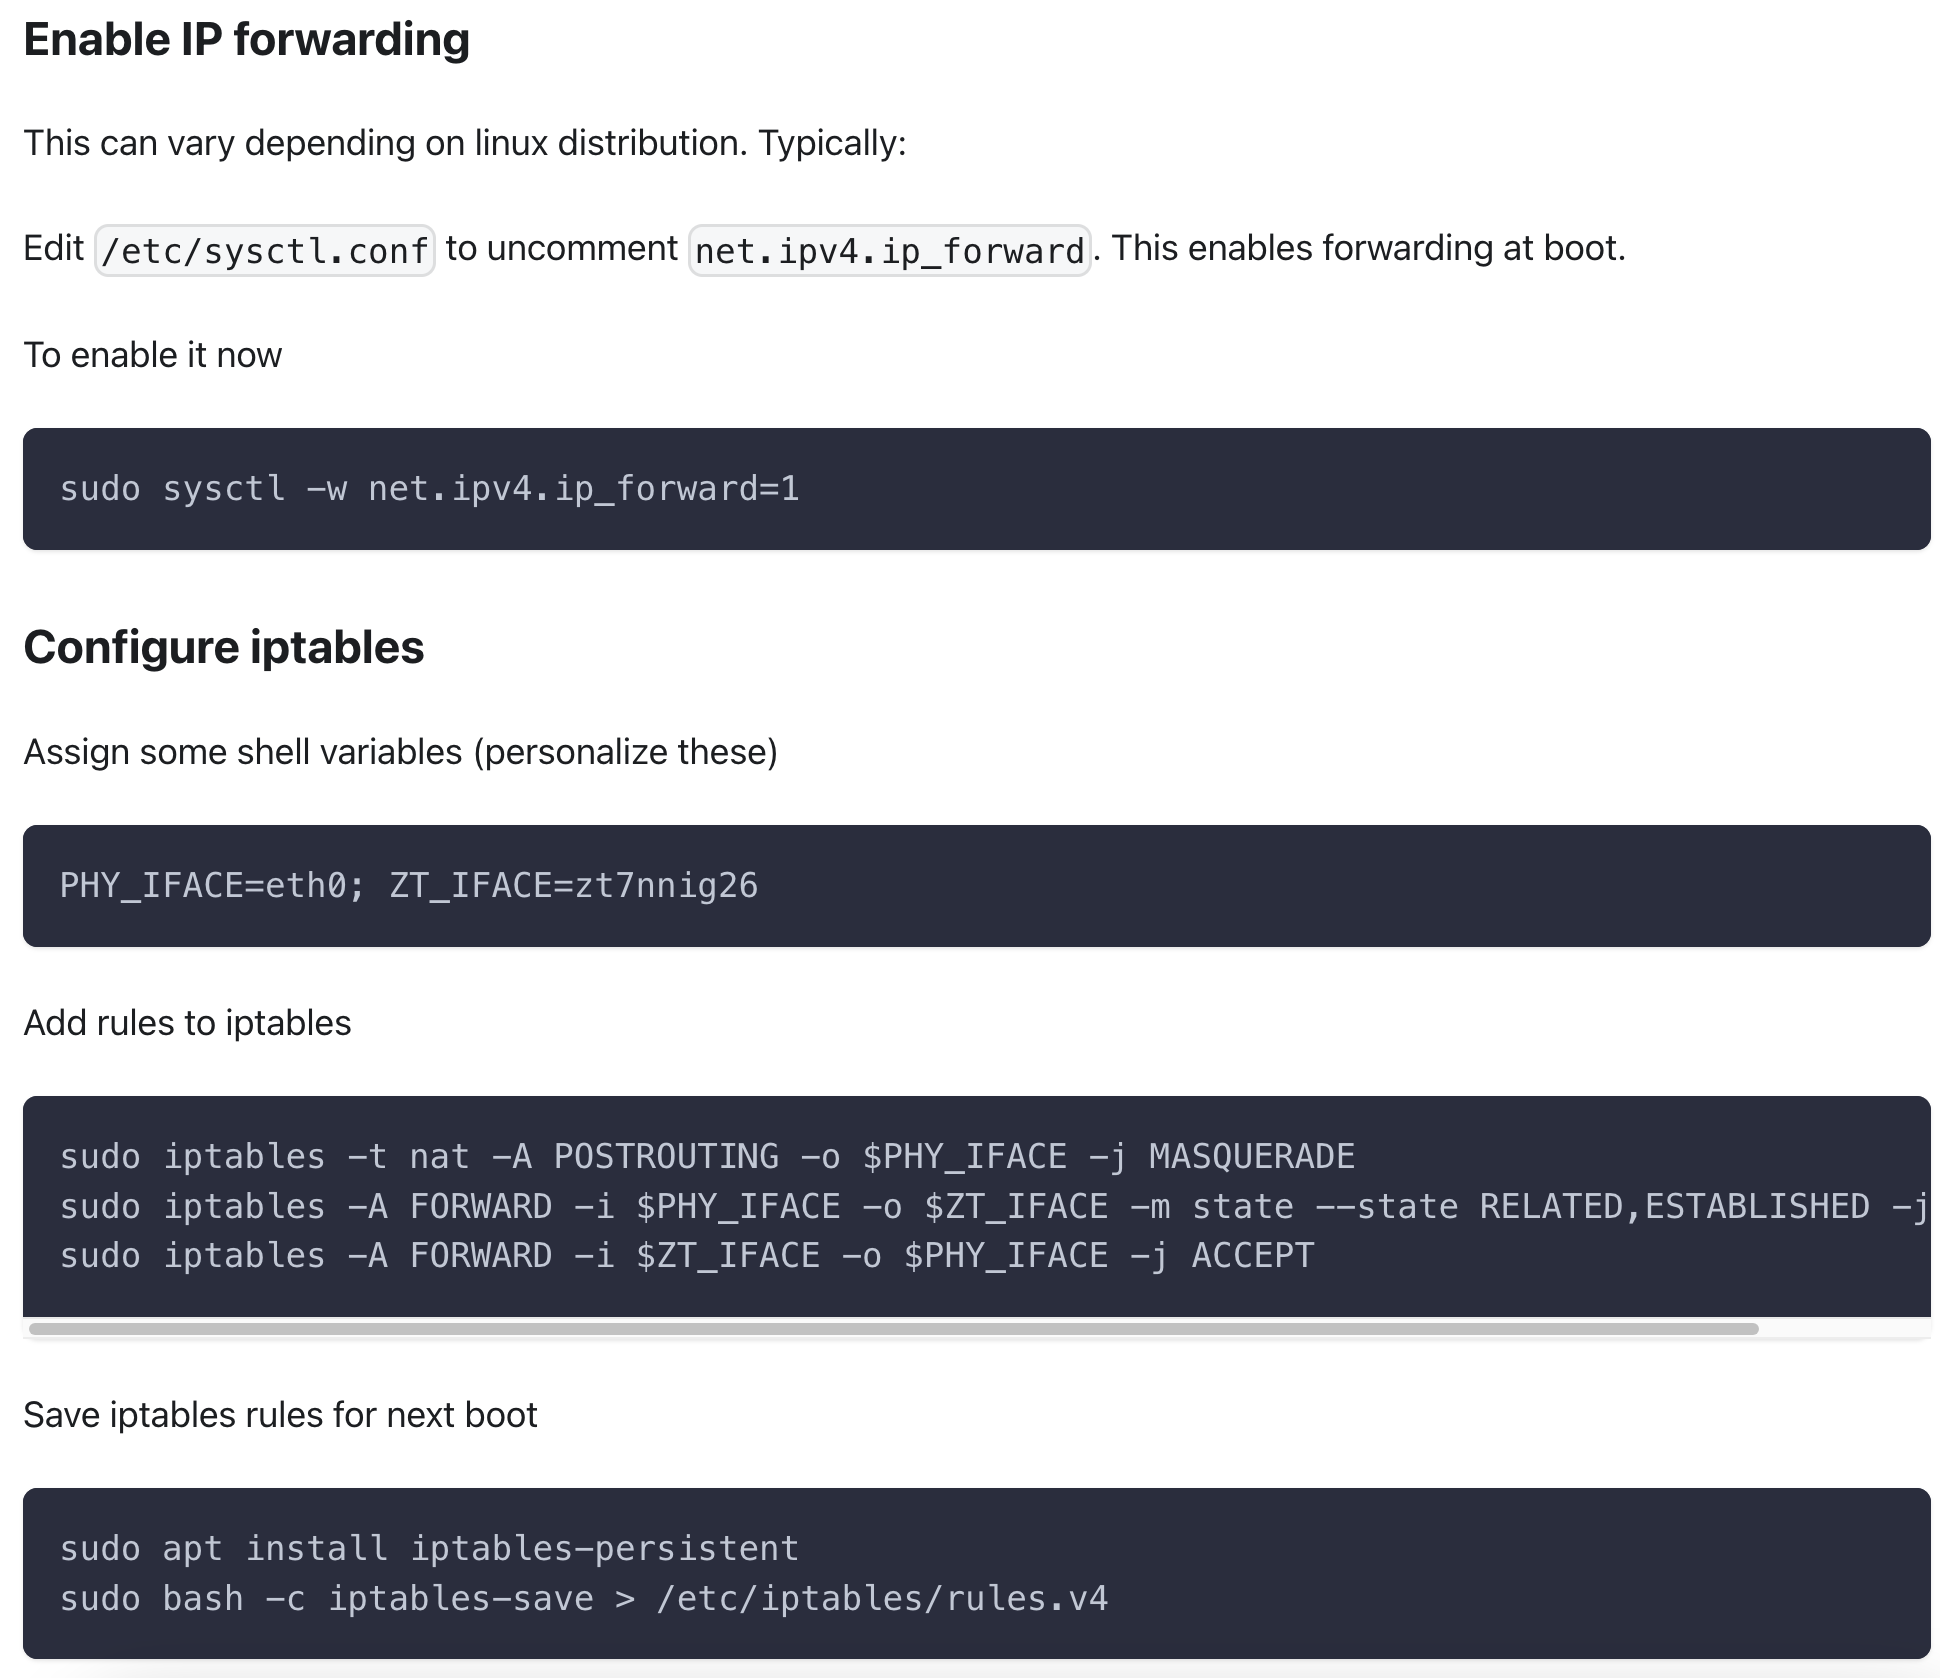 Enable IP forwarding
This can vary depending on linux distribution. Typically:
Edit /etc/sysctl.conf to uncomment net.ipv4.ip_forward. This enables forwarding at boot.
To enable it now
sudo sysctl -w net.ipv4.ip_forward=1
Configure iptables
Assign some shell variables (personalize these)
PHY_IFACE=eth0; ZT_IFACE=zt7nnig26
Add rules to iptables
sudo iptables -t nat -A POSTROUTING -o $PHY_IFACE -j MASQUERADE
sudo iptables -A FORWARD -i $PHY_IFACE -o $ZT_IFACE -m state --state RELATED,ESTABLISHED -j
sudo iptables -A FORWARD -i $ZT_IFACE -o $PHY_IFACE -j ACCEPT
Save iptables rules for next boot
sudo apt install iptables-persistent
sudo bash -c iptables-save > /etc/iptables/rules.v4